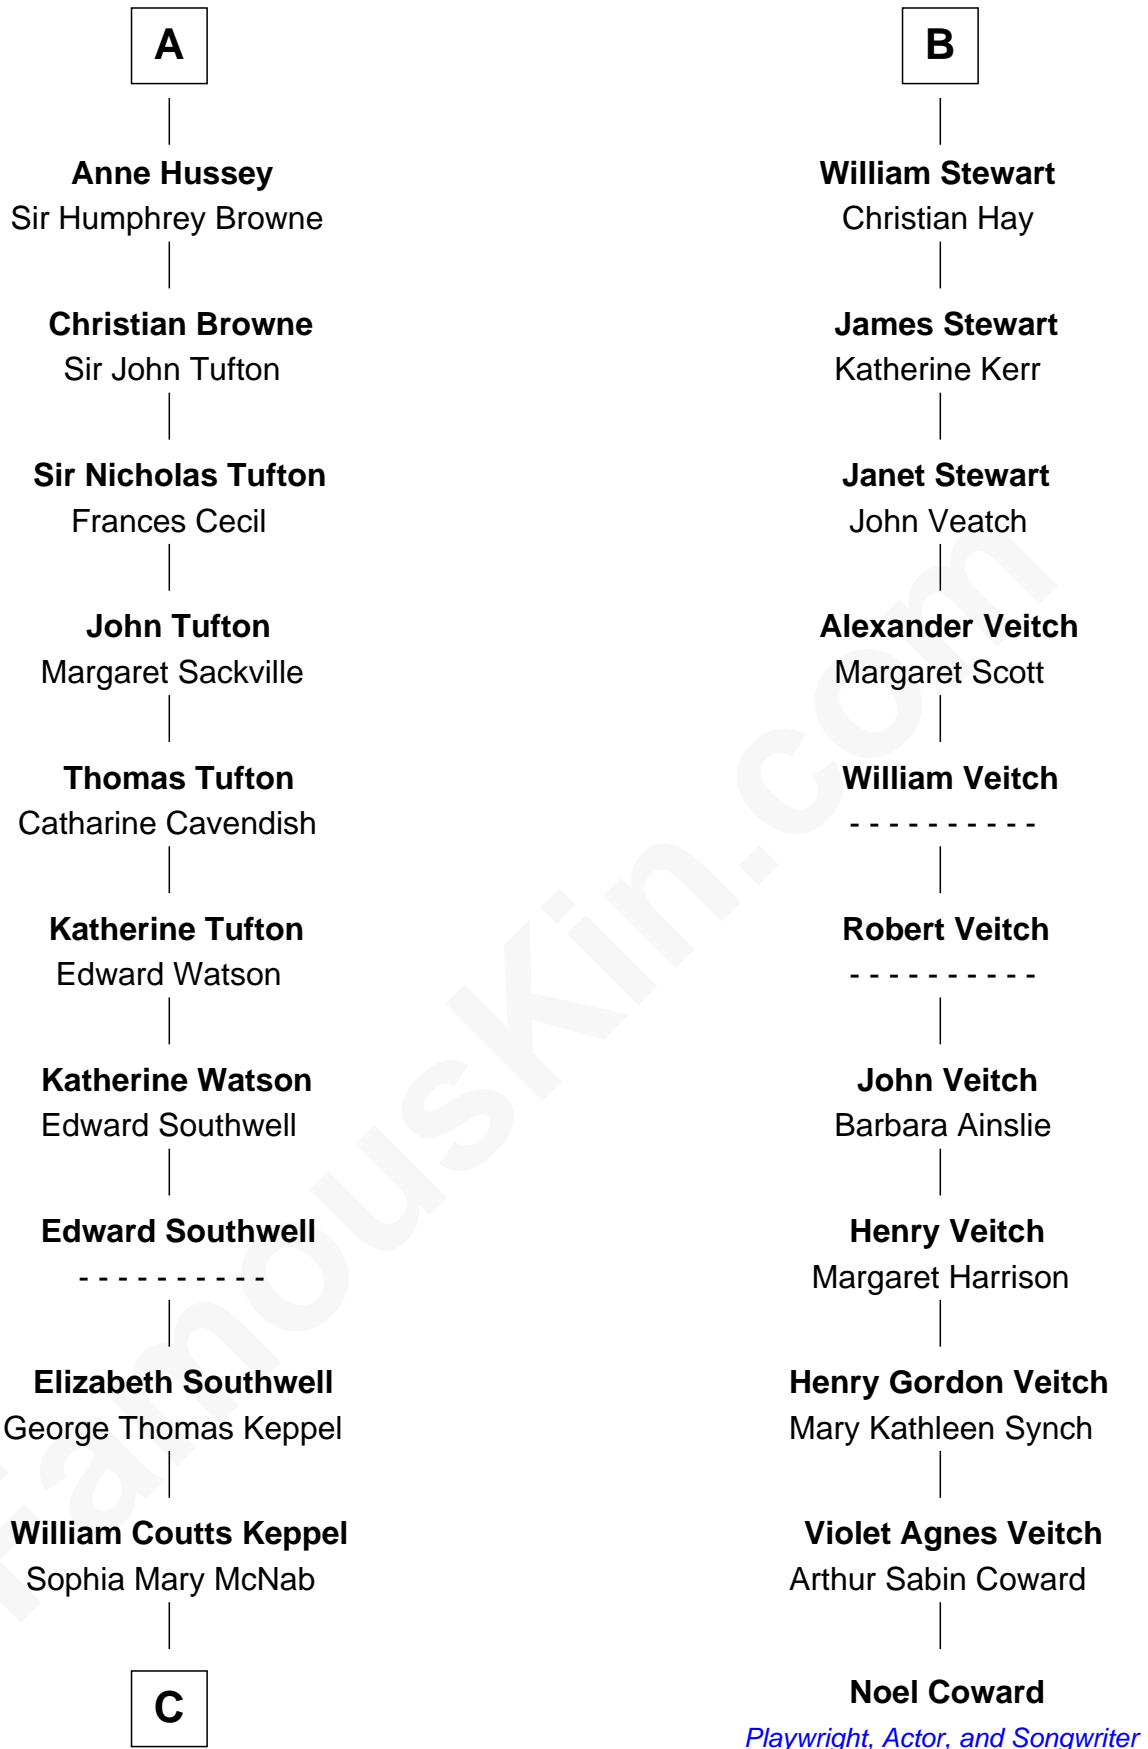 A
Anne Hussey
Sir Humphrey Browne
Christian Browne
Sir John Tufton
Sir Nicholas Tufton
Frances Cecil
John Tufton
Margaret Sackville
Thomas Tufton
Catharine Cavendish
Katherine Tufton
Edward Watson
Katherine Watson
Edward Southwell
Edward Southwell
- - - - - - - - - -
Elizabeth Southwell
George Thomas Keppel
William Coutts Keppel
Sophia Mary McNab
C
B
William Stewart
Christian Hay
James Stewart
Katherine Kerr
Janet Stewart
John Veatch
Alexander Veitch
Margaret Scott
William Veitch
- - - - - - - - - -
Robert Veitch
- - - - - - - - - -
John Veitch
Barbara Ainslie
Henry Veitch
Margaret Harrison
Henry Gordon Veitch
Mary Kathleen Synch
Violet Agnes Veitch
Arthur Sabin Coward
Noel Coward
Playwright, Actor, and Songwriter
FamousKin.com